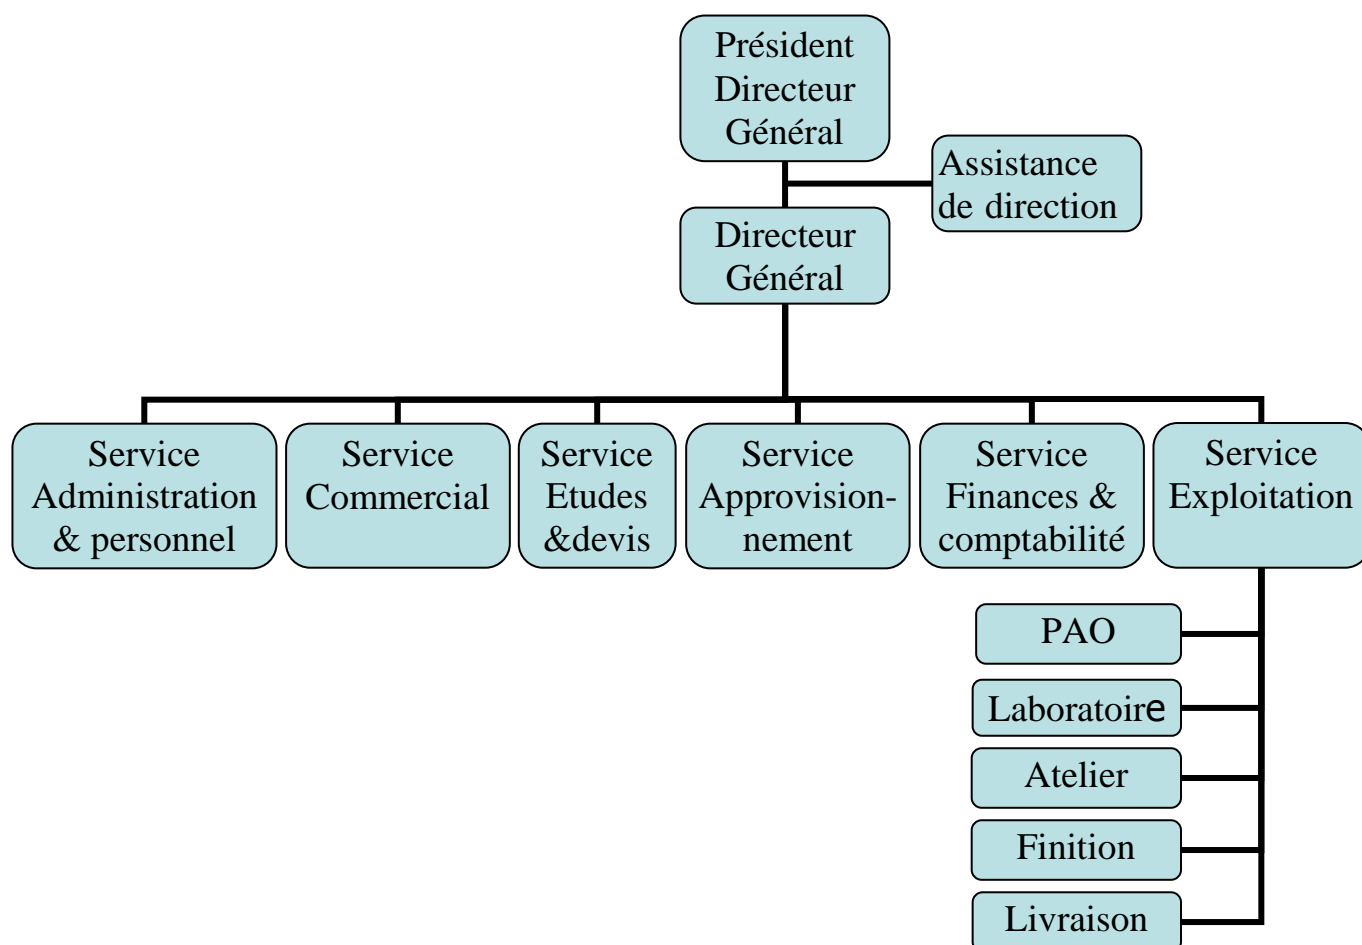 Président
Directeur
Général
Assistance
de direction
Directeur
Général
Service
Administration
& personnel
Service
Commercial
Service
Etudes
&devis
Service
Approvision-
nement
Service
Finances &
comptabilité
Service
Exploitation
PAO
Laboratoire
Atelier
Finition
Livraison